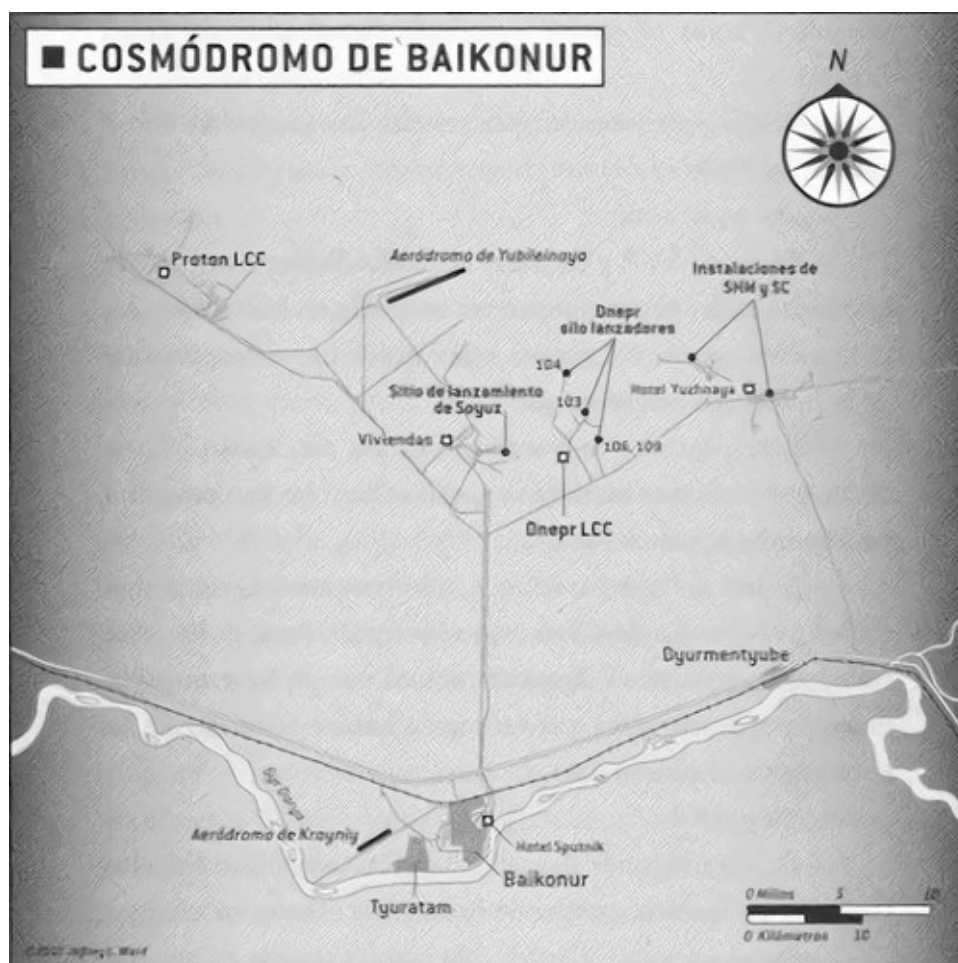 COSMÓDROMO DE BAIKONUR
N
Proton LCC
Aeródromo de Yubileinaya
Instalaciones de
SHM y SC
Dnepr
silo lanzadores
104
103
Hotel Yuzhnaya
Sitio de lanzamiento
de Soyuz
Viviendas
108, 109
Dnepr LCC
Dyurmentyube
Syr Darya
Aeródromo de Krayniy
Hotel Sputnik
Baikonur
Tyuratam
0 Millas 5 10
0 Kilómetros 10